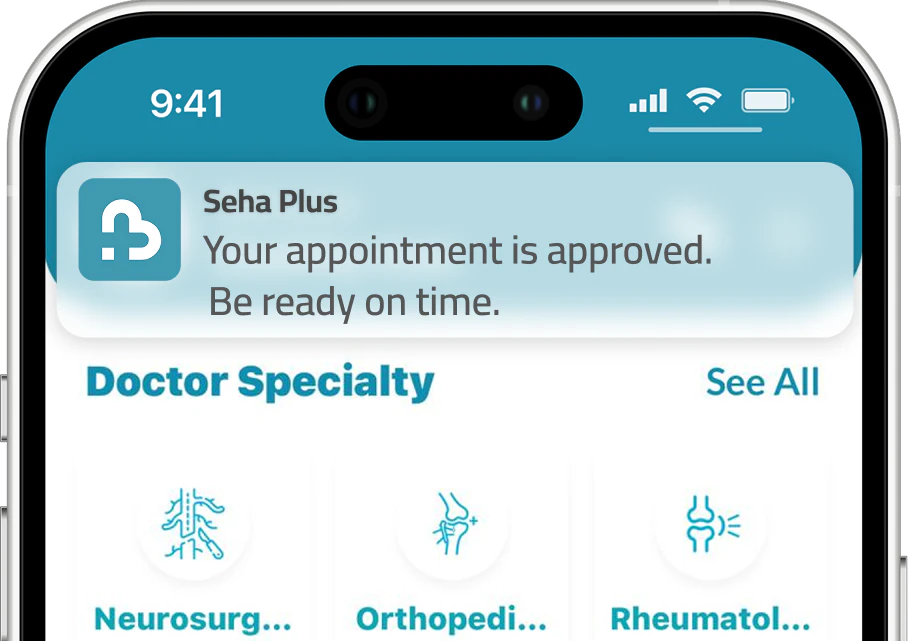 9:41
Seha Plus
Your appointment is approved.
Be ready on time.
Doctor Specialty See All
Neurosurg... Orthopedi... Rheumatol...